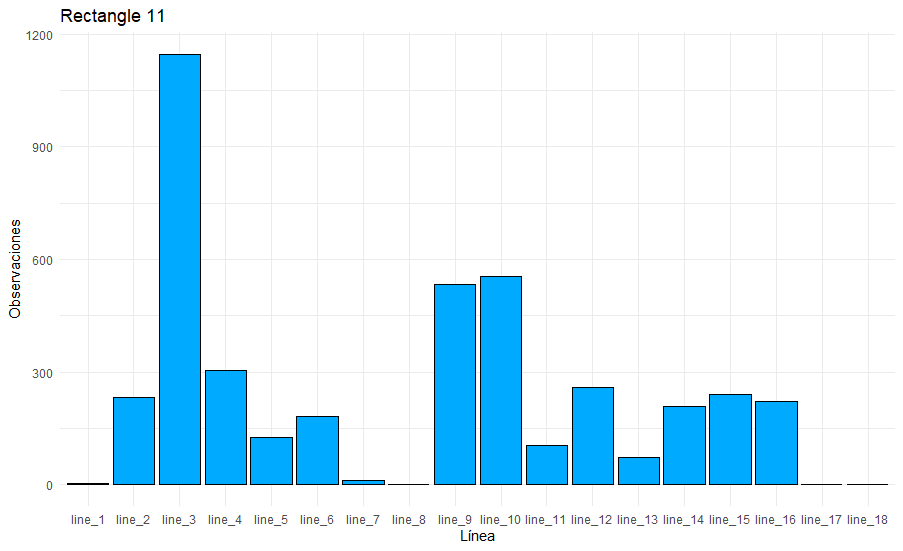 Rectangle 11
1200
900
600
300
0
Observaciones
line_1 line_2 line_3 line_4 line_5 line_6 line_7 line_8 line_9 line_10 line_11 line_12 line_13 line_14 line_15 line_16 line_17 line_18
Línea